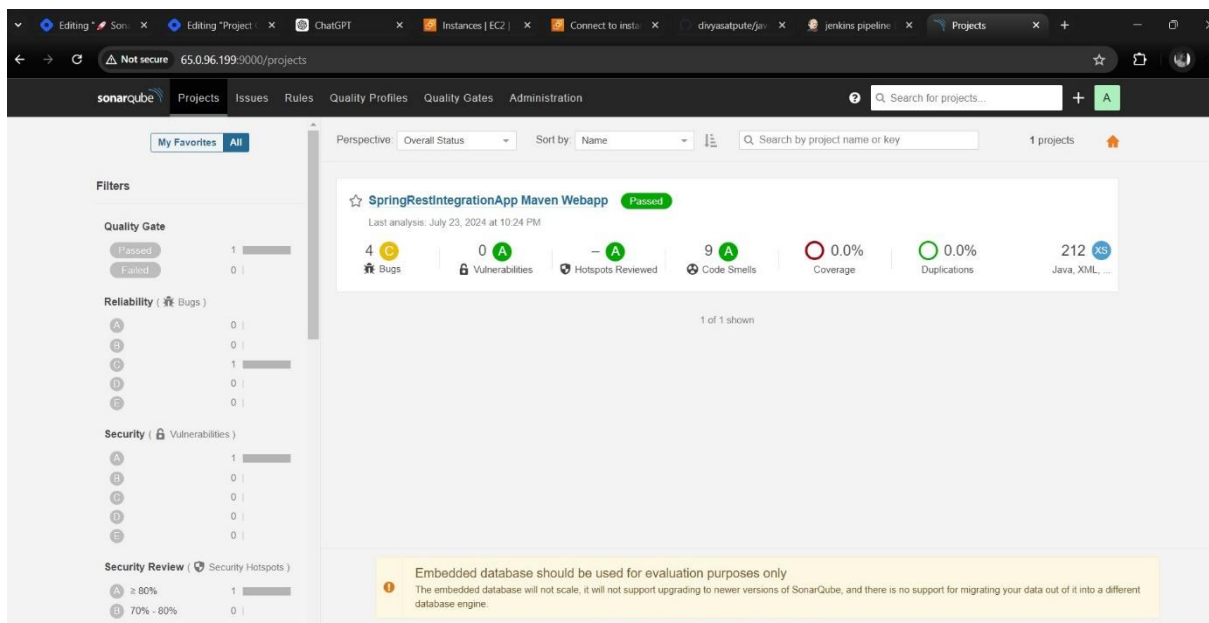 Editing "🚀 Son
Editing "Project
ChatGPT
Instances | EC2 |
Connect to insta
divyasatpute/jav
jenkins pipeline
Projects
Not secure
65.0.96.199:9000/projects
sonarqube
Projects
Issues
Rules
Quality Profiles
Quality Gates
Administration
Search for projects...
A
My Favorites
All
Perspective:
Overall Status
Sort by:
Name
Search by project name or key
1 projects
Filters
Quality Gate
Passed 1
Failed 0
Reliability ( Bugs )
A 0
B 0
C 1
D 0
E 0
Security ( Vulnerabilities )
A 1
B 0
C 0
D 0
E 0
Security Review ( Security Hotspots )
A ≥ 80% 1
B 70% - 80% 0
SpringRestIntegrationApp Maven Webapp Passed
Last analysis: July 23, 2024 at 10:24 PM
4 C
Bugs
0 A
Vulnerabilities
– A
Hotspots Reviewed
9 A
Code Smells
0.0%
Coverage
0.0%
Duplications
212 XS
Java, XML, ...
1 of 1 shown
Embedded database should be used for evaluation purposes only
The embedded database will not scale, it will not support upgrading to newer versions of SonarQube, and there is no support for migrating your data out of it into a different
database engine.